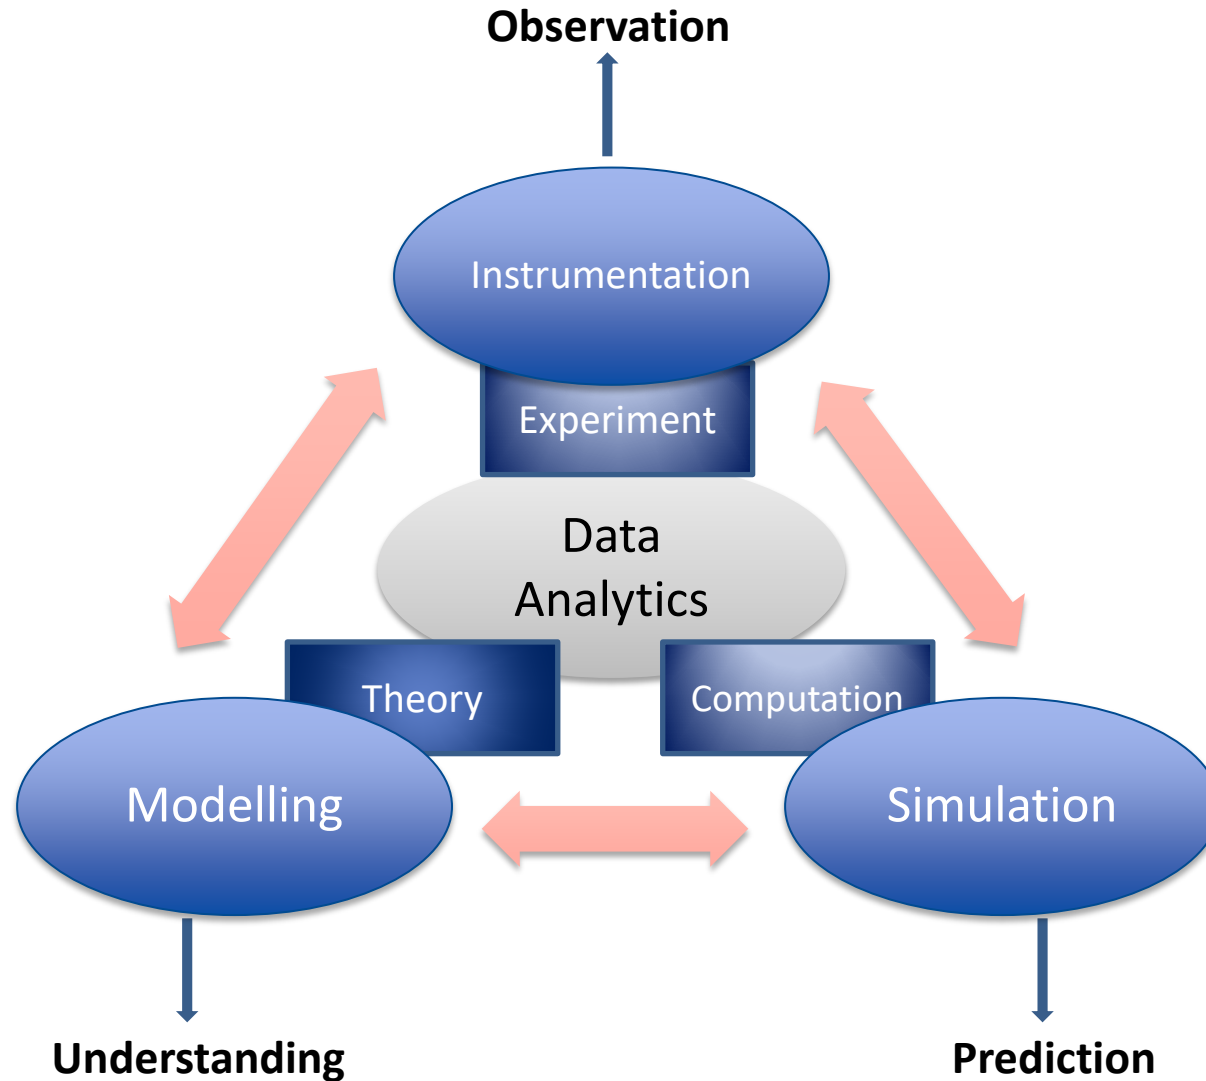 Observation
Instrumentation
Experiment
Data
Analytics
Theory
Computation
Modelling
Simulation
Understanding
Prediction